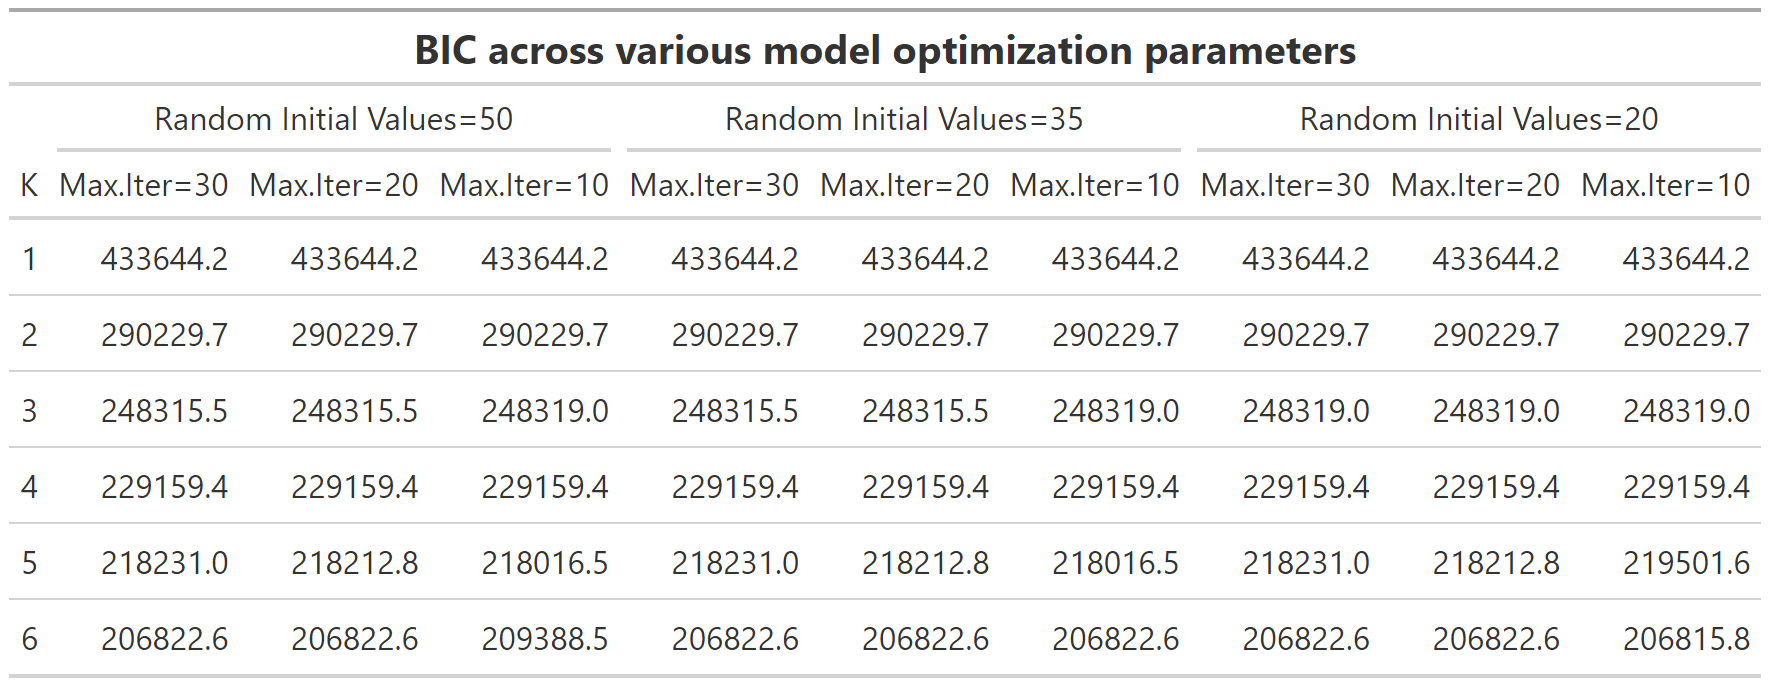 BIC across various model optimization parameters
Random Initial Values=50 Random Initial Values=35 Random Initial Values=20
K Max.Iter=30 Max.Iter=20 Max.Iter=10 Max.Iter=30 Max.Iter=20 Max.Iter=10 Max.Iter=30 Max.Iter=20 Max.Iter=10
1 433644.2 433644.2 433644.2 433644.2 433644.2 433644.2 433644.2 433644.2 433644.2
2 290229.7 290229.7 290229.7 290229.7 290229.7 290229.7 290229.7 290229.7 290229.7
3 248315.5 248315.5 248319.0 248315.5 248315.5 248319.0 248319.0 248319.0 248319.0
4 229159.4 229159.4 229159.4 229159.4 229159.4 229159.4 229159.4 229159.4 229159.4
5 218231.0 218212.8 218016.5 218231.0 218212.8 218016.5 218231.0 218212.8 219501.6
6 206822.6 206822.6 209388.5 206822.6 206822.6 206822.6 206822.6 206822.6 206815.8